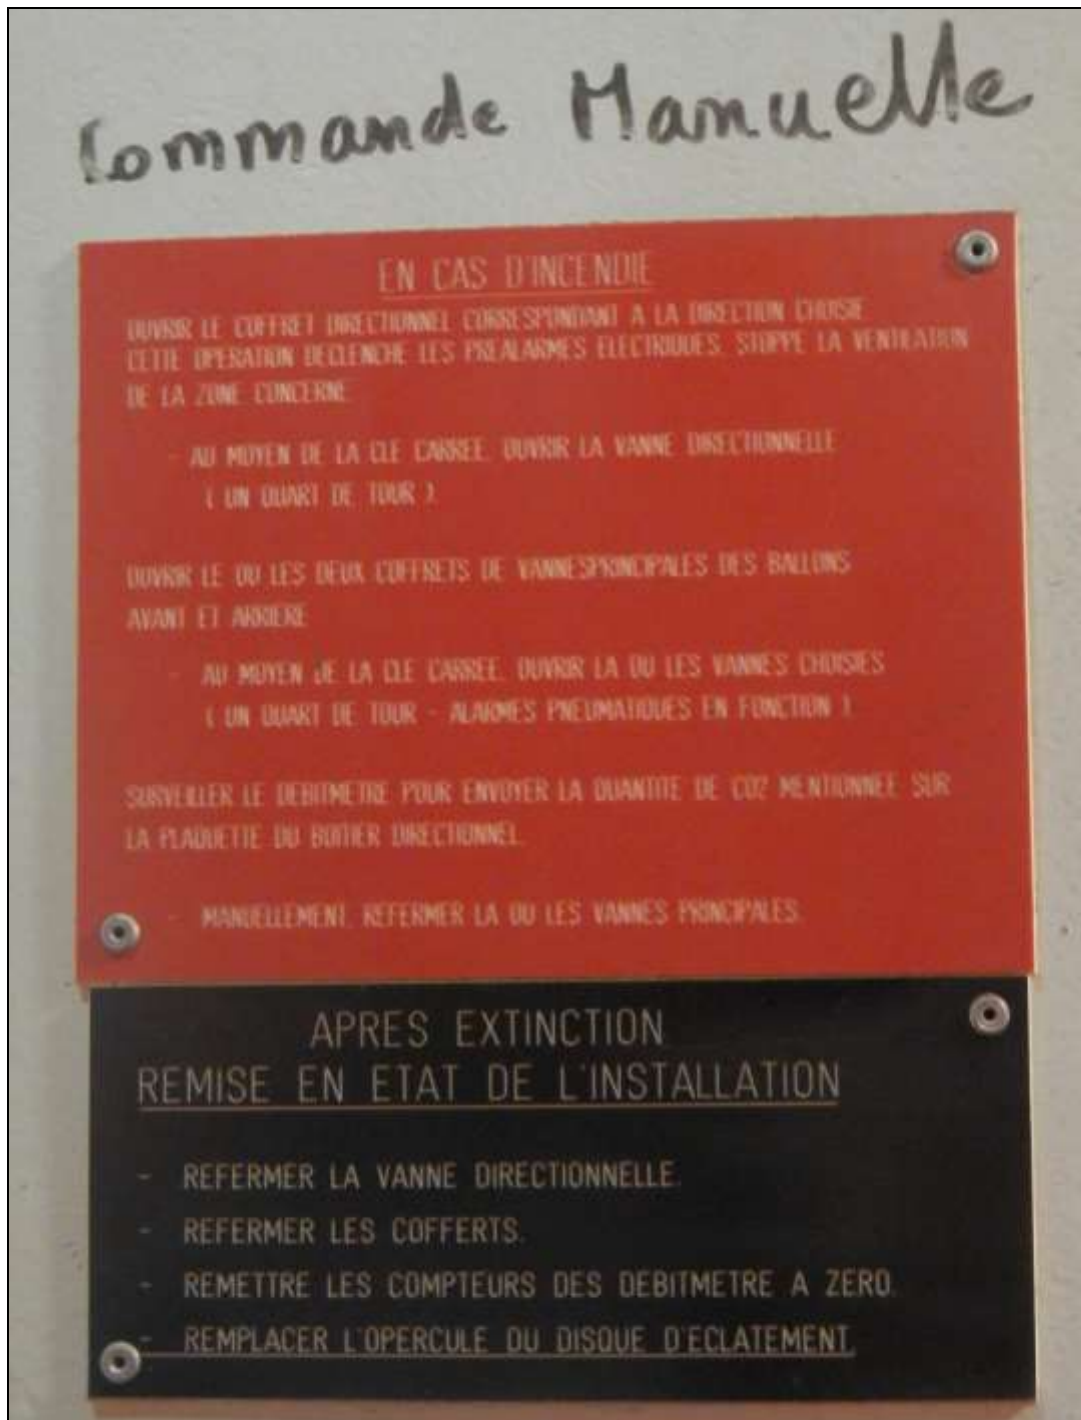 Commande Manuelle
EN CAS D'INCENDIE
OUVRIR LE COFFRET DIRECTIONNEL CORRESPONDANT A LA DIRECTION CHOISIE
CETTE OPERATION DECLENCHE LES PREALARMES ELECTRIQUES, STOPPE LA VENTILATION
DE LA ZONE CONCERNE
- AU MOYEN DE LA CLE CARREE, OUVRIR LA VANNE DIRECTIONNELLE
( UN QUART DE TOUR ).
OUVRIR LE OU LES DEUX COFFRETS DE VANNESPRINCIPALES DES BALLONS
AVANT ET ARRIERE
- AU MOYEN DE LA CLE CARREE, OUVRIR LA OU LES VANNES CHOISIES
( UN QUART DE TOUR - ALARMES PNEUMATIQUES EN FONCTION )
SURVEILLER LE DEBITMETRE POUR ENVOYER LA QUANTITE DE CO2 MENTIONNEE SUR
LA PLAQUETTE DU BOITIER DIRECTIONNEL.
- MANUELLEMENT, REFERMER LA OU LES VANNES PRINCIPALES.
APRES EXTINCTION
REMISE EN ETAT DE L'INSTALLATION
- REFERMER LA VANNE DIRECTIONNELLE.
- REFERMER LES COFFERTS.
- REMETTRE LES COMPTEURS DES DEBITMETRE A ZERO.
- REMPLACER L'OPERCULE DU DISQUE D'ECLATEMENT.